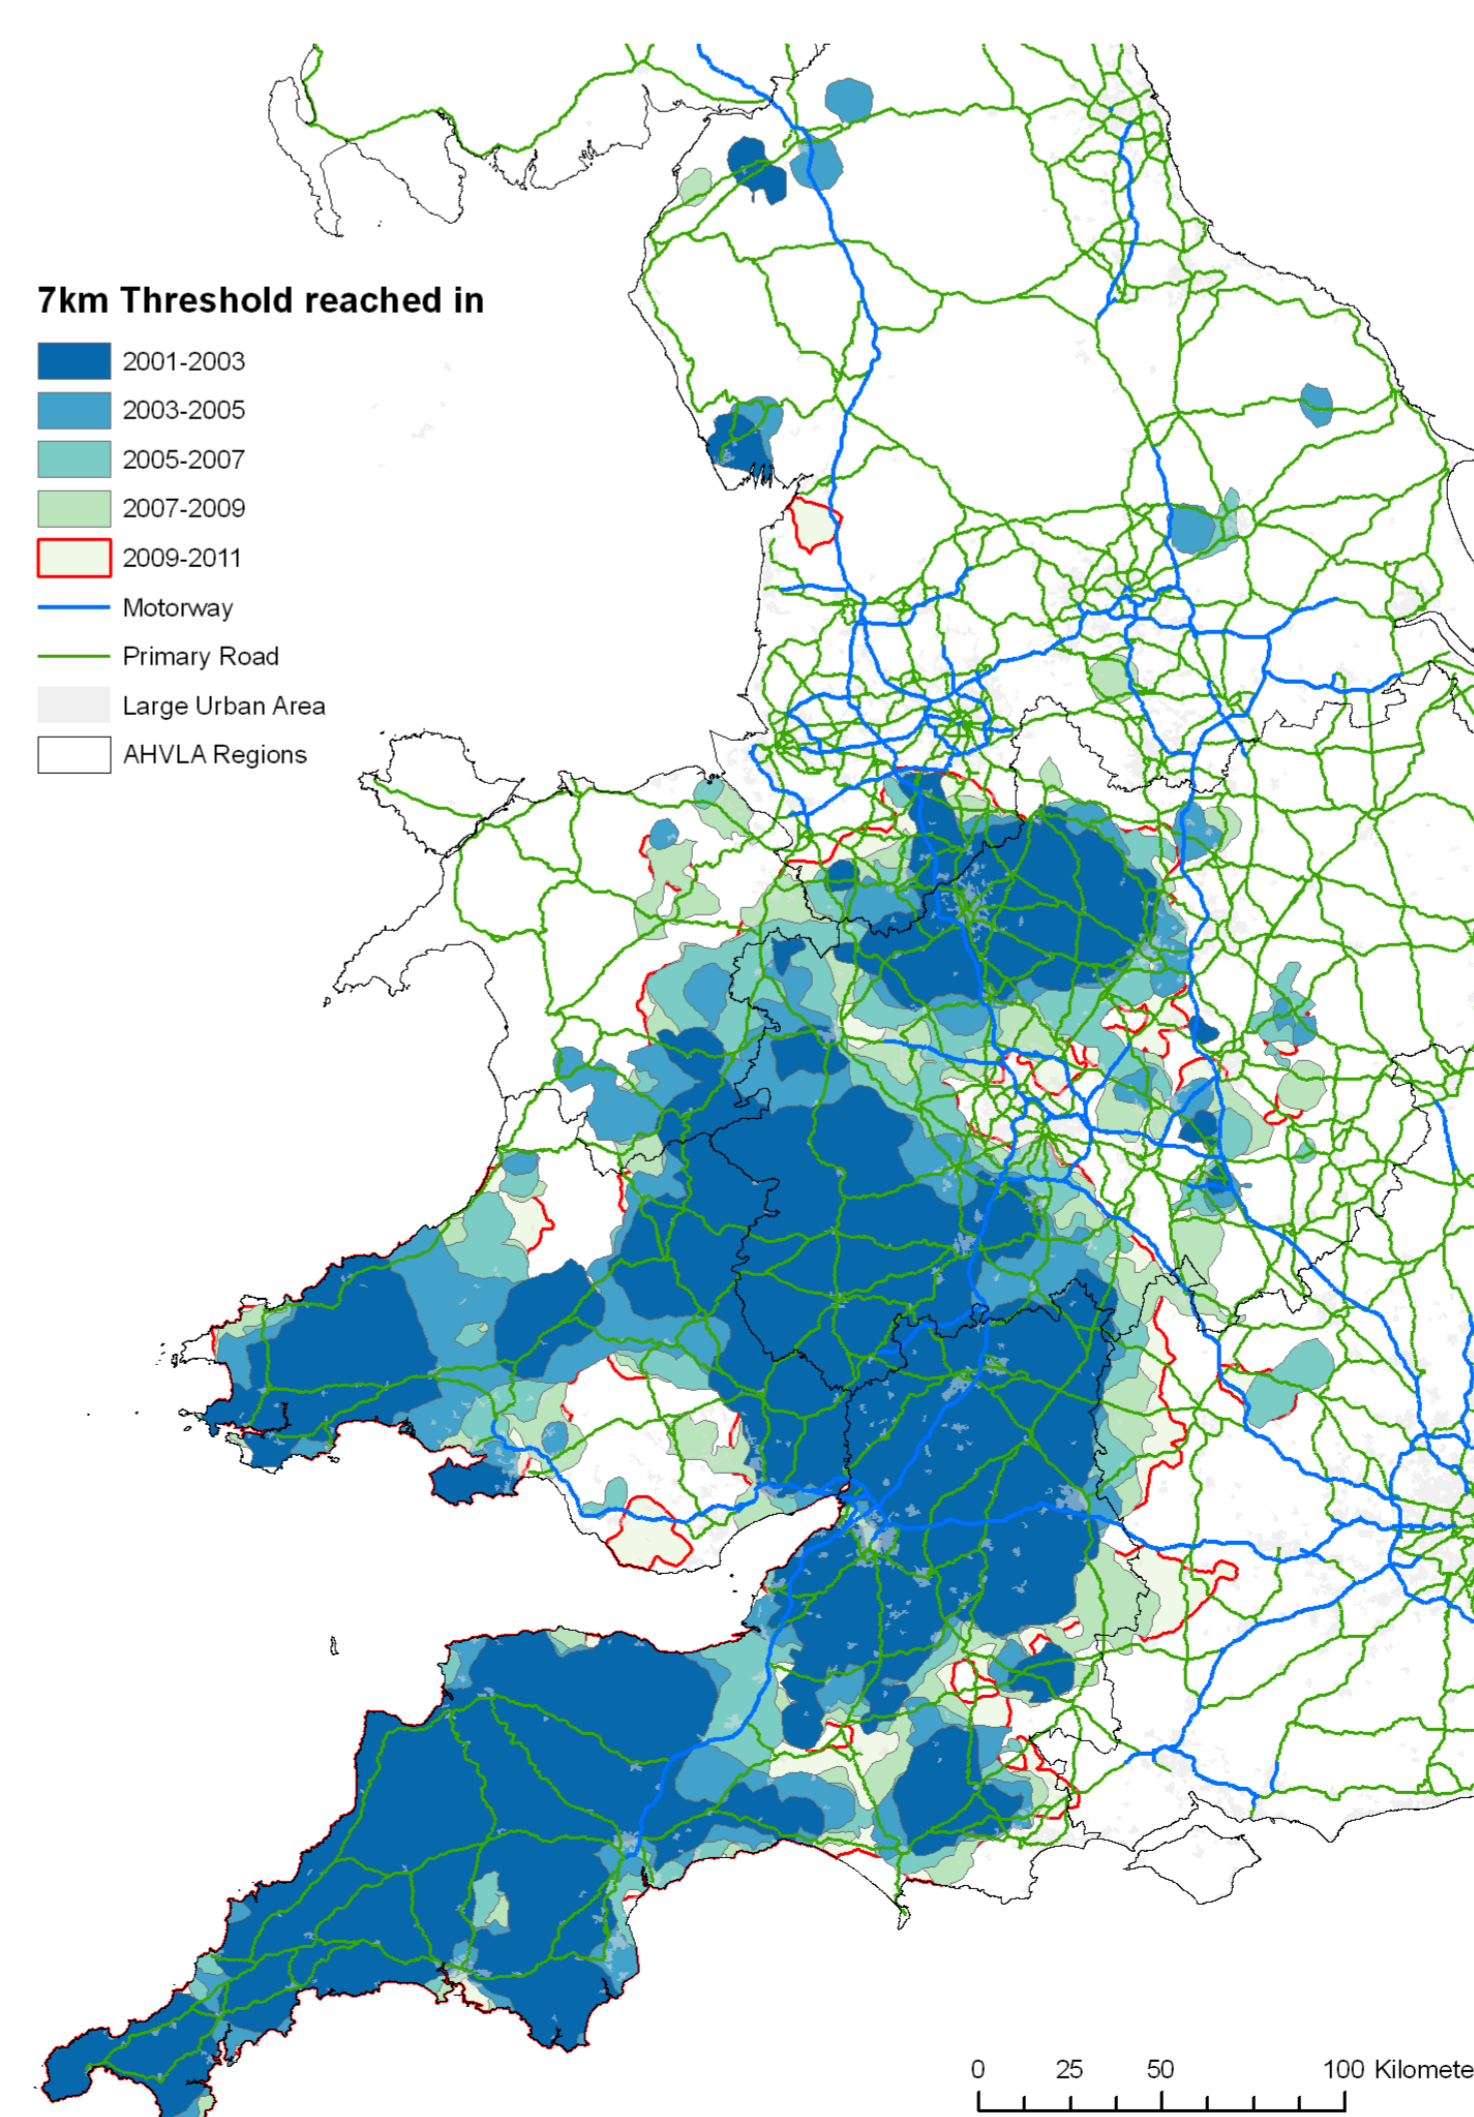 7km Threshold reached in
2001-2003
2003-2005
2005-2007
2007-2009
2009-2011
Motorway
Primary Road
Large Urban Area
AHVLA Regions
0 25 50 100 Kilomete